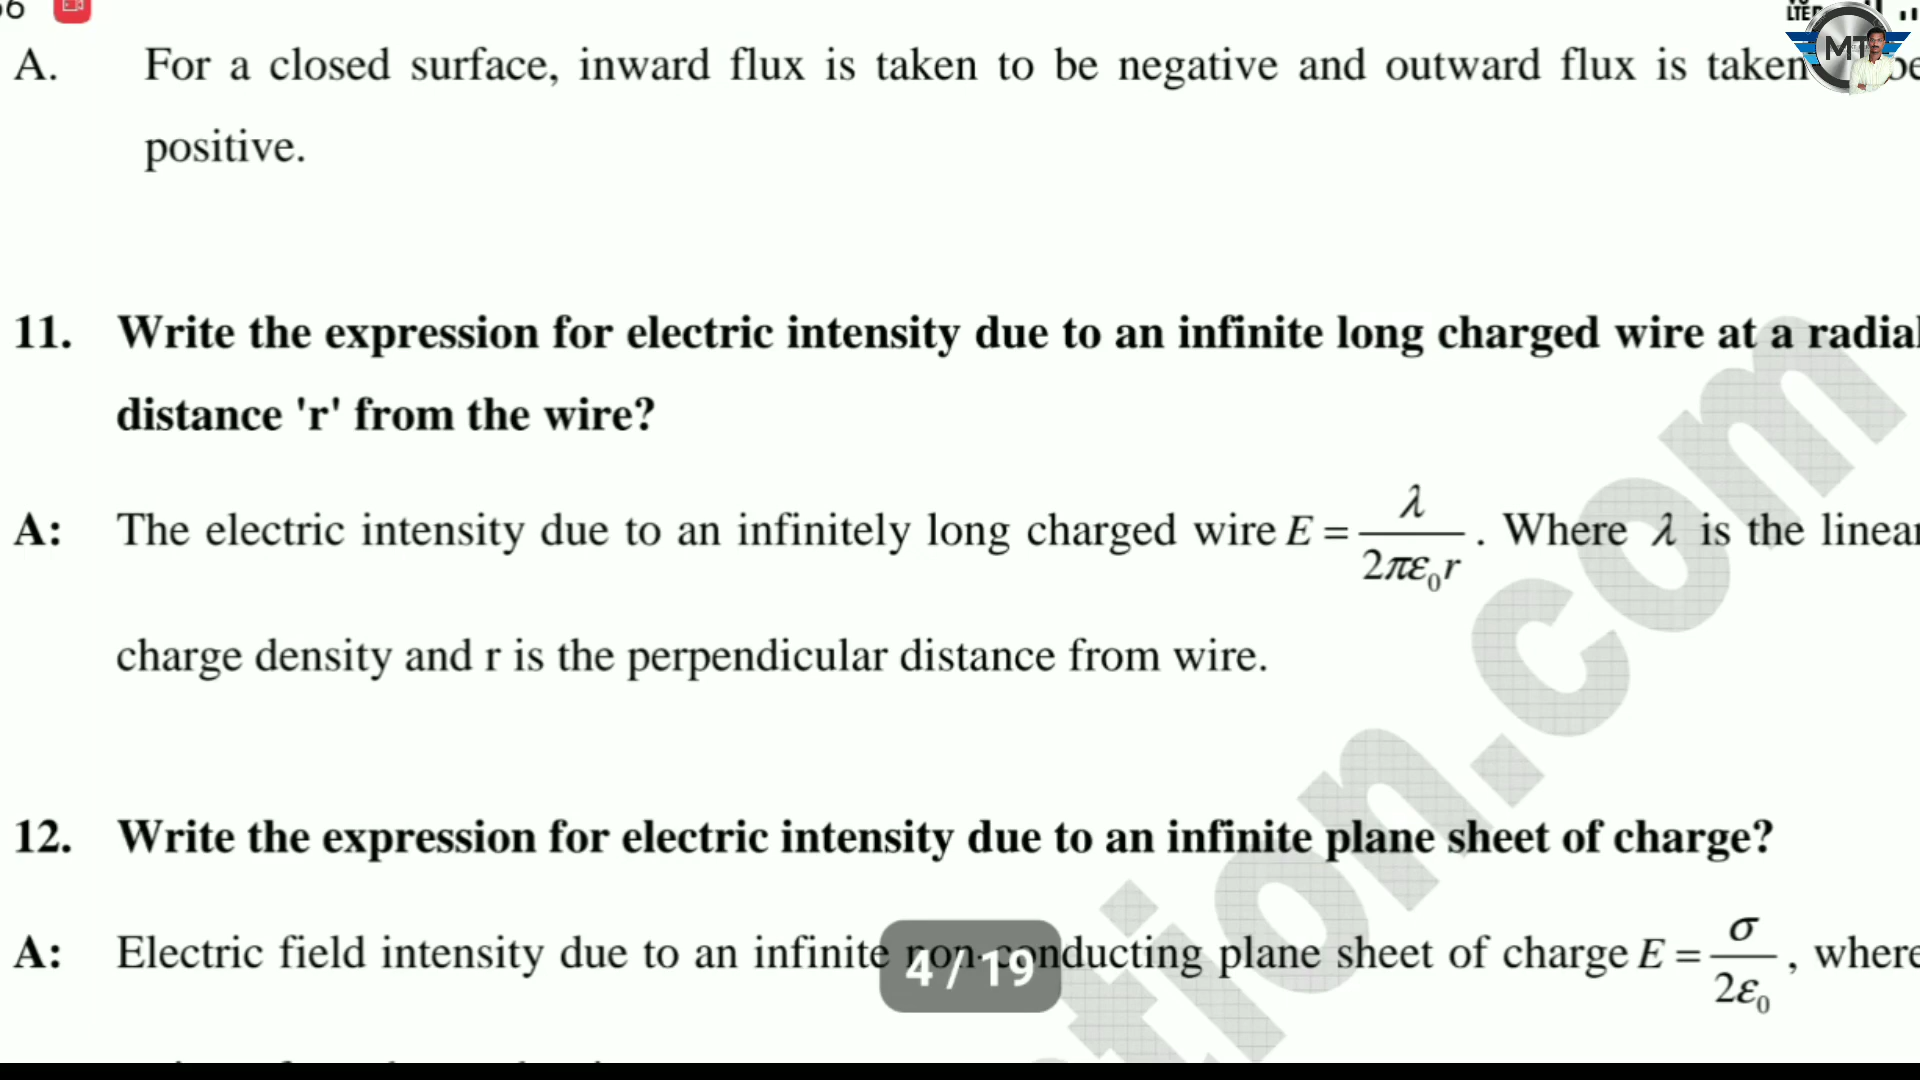 A. For a closed surface, inward flux is taken to be negative and outward flux is taken be
positive.
11. Write the expression for electric intensity due to an infinite long charged wire at a radial
distance 'r' from the wire?
A: The electric intensity due to an infinitely long charged wire E = λ / 2πε₀r . Where λ is the linear
charge density and r is the perpendicular distance from wire.
12. Write the expression for electric intensity due to an infinite plane sheet of charge?
A: Electric field intensity due to an infinite non-conducting plane sheet of charge E = σ / 2ε₀ , where
4 / 19
LTE
MT
tion.com